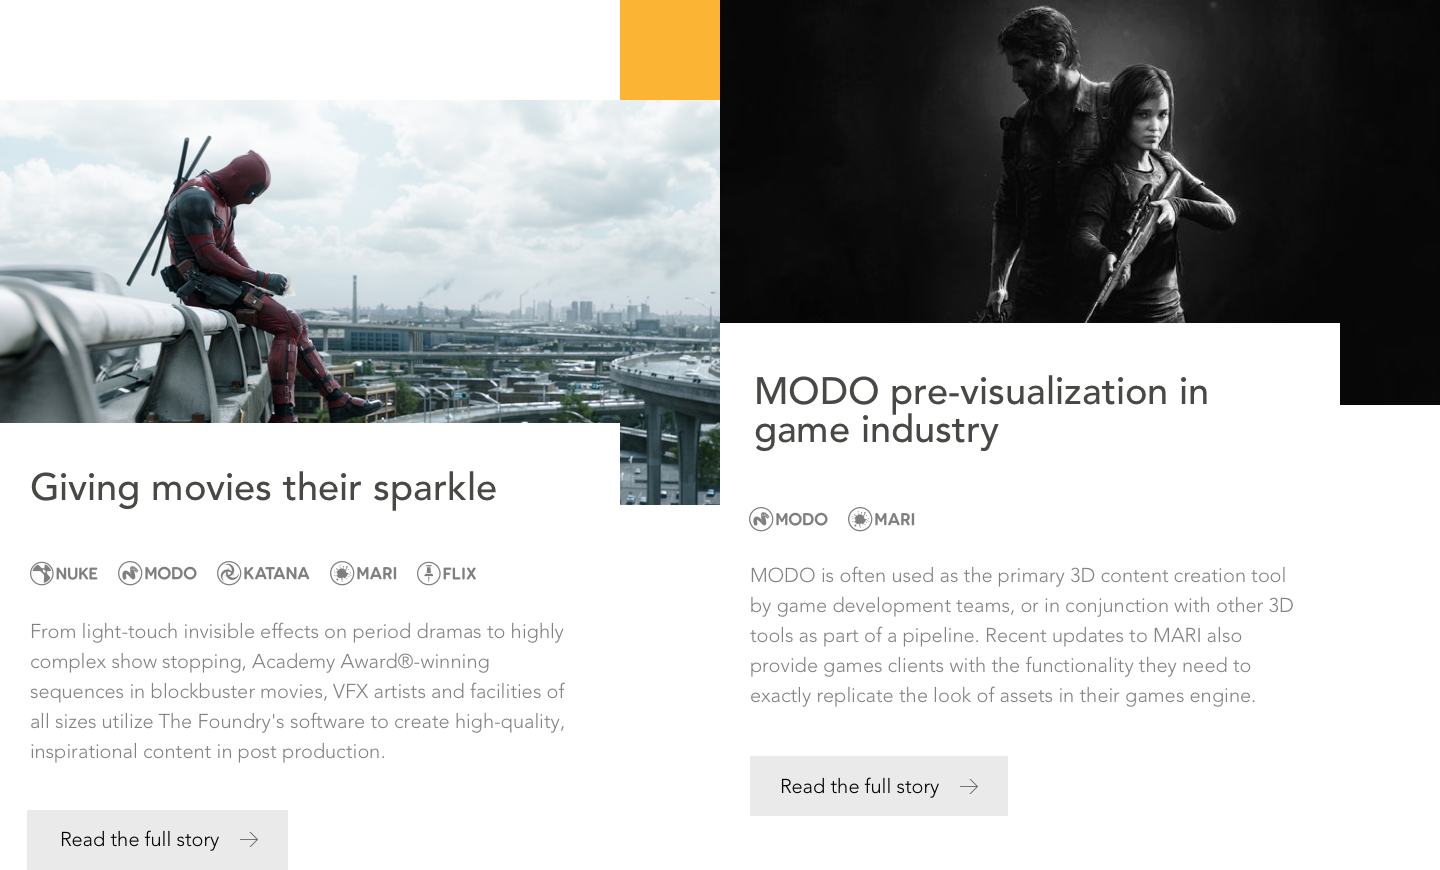 Giving movies their sparkle
NUKE MODO KATANA MARI FLIX
From light-touch invisible effects on period dramas to highly
complex show stopping, Academy Award®-winning
sequences in blockbuster movies, VFX artists and facilities of
all sizes utilize The Foundry's software to create high-quality,
inspirational content in post production.
Read the full story
MODO pre-visualization in
game industry
MODO MARI
MODO is often used as the primary 3D content creation tool
by game development teams, or in conjunction with other 3D
tools as part of a pipeline. Recent updates to MARI also
provide games clients with the functionality they need to
exactly replicate the look of assets in their games engine.
Read the full story